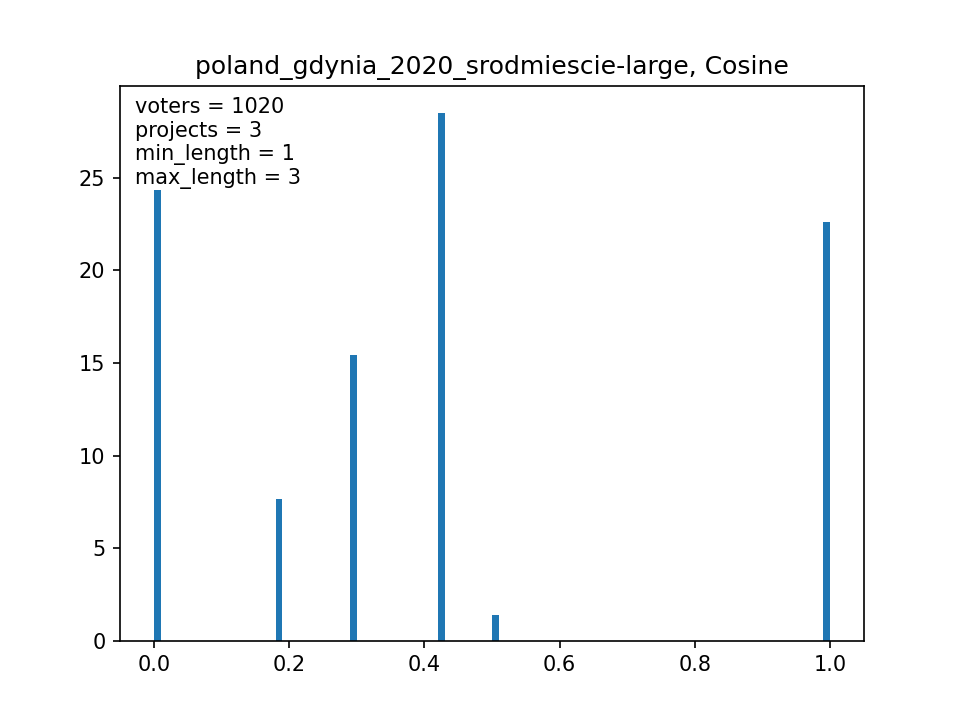 poland_gdynia_2020_srodmiescie-large, Cosine
voters = 1020
projects = 3
min_length = 1
max_length = 3
25
20
15
10
5
0
0.0 0.2 0.4 0.6 0.8 1.0